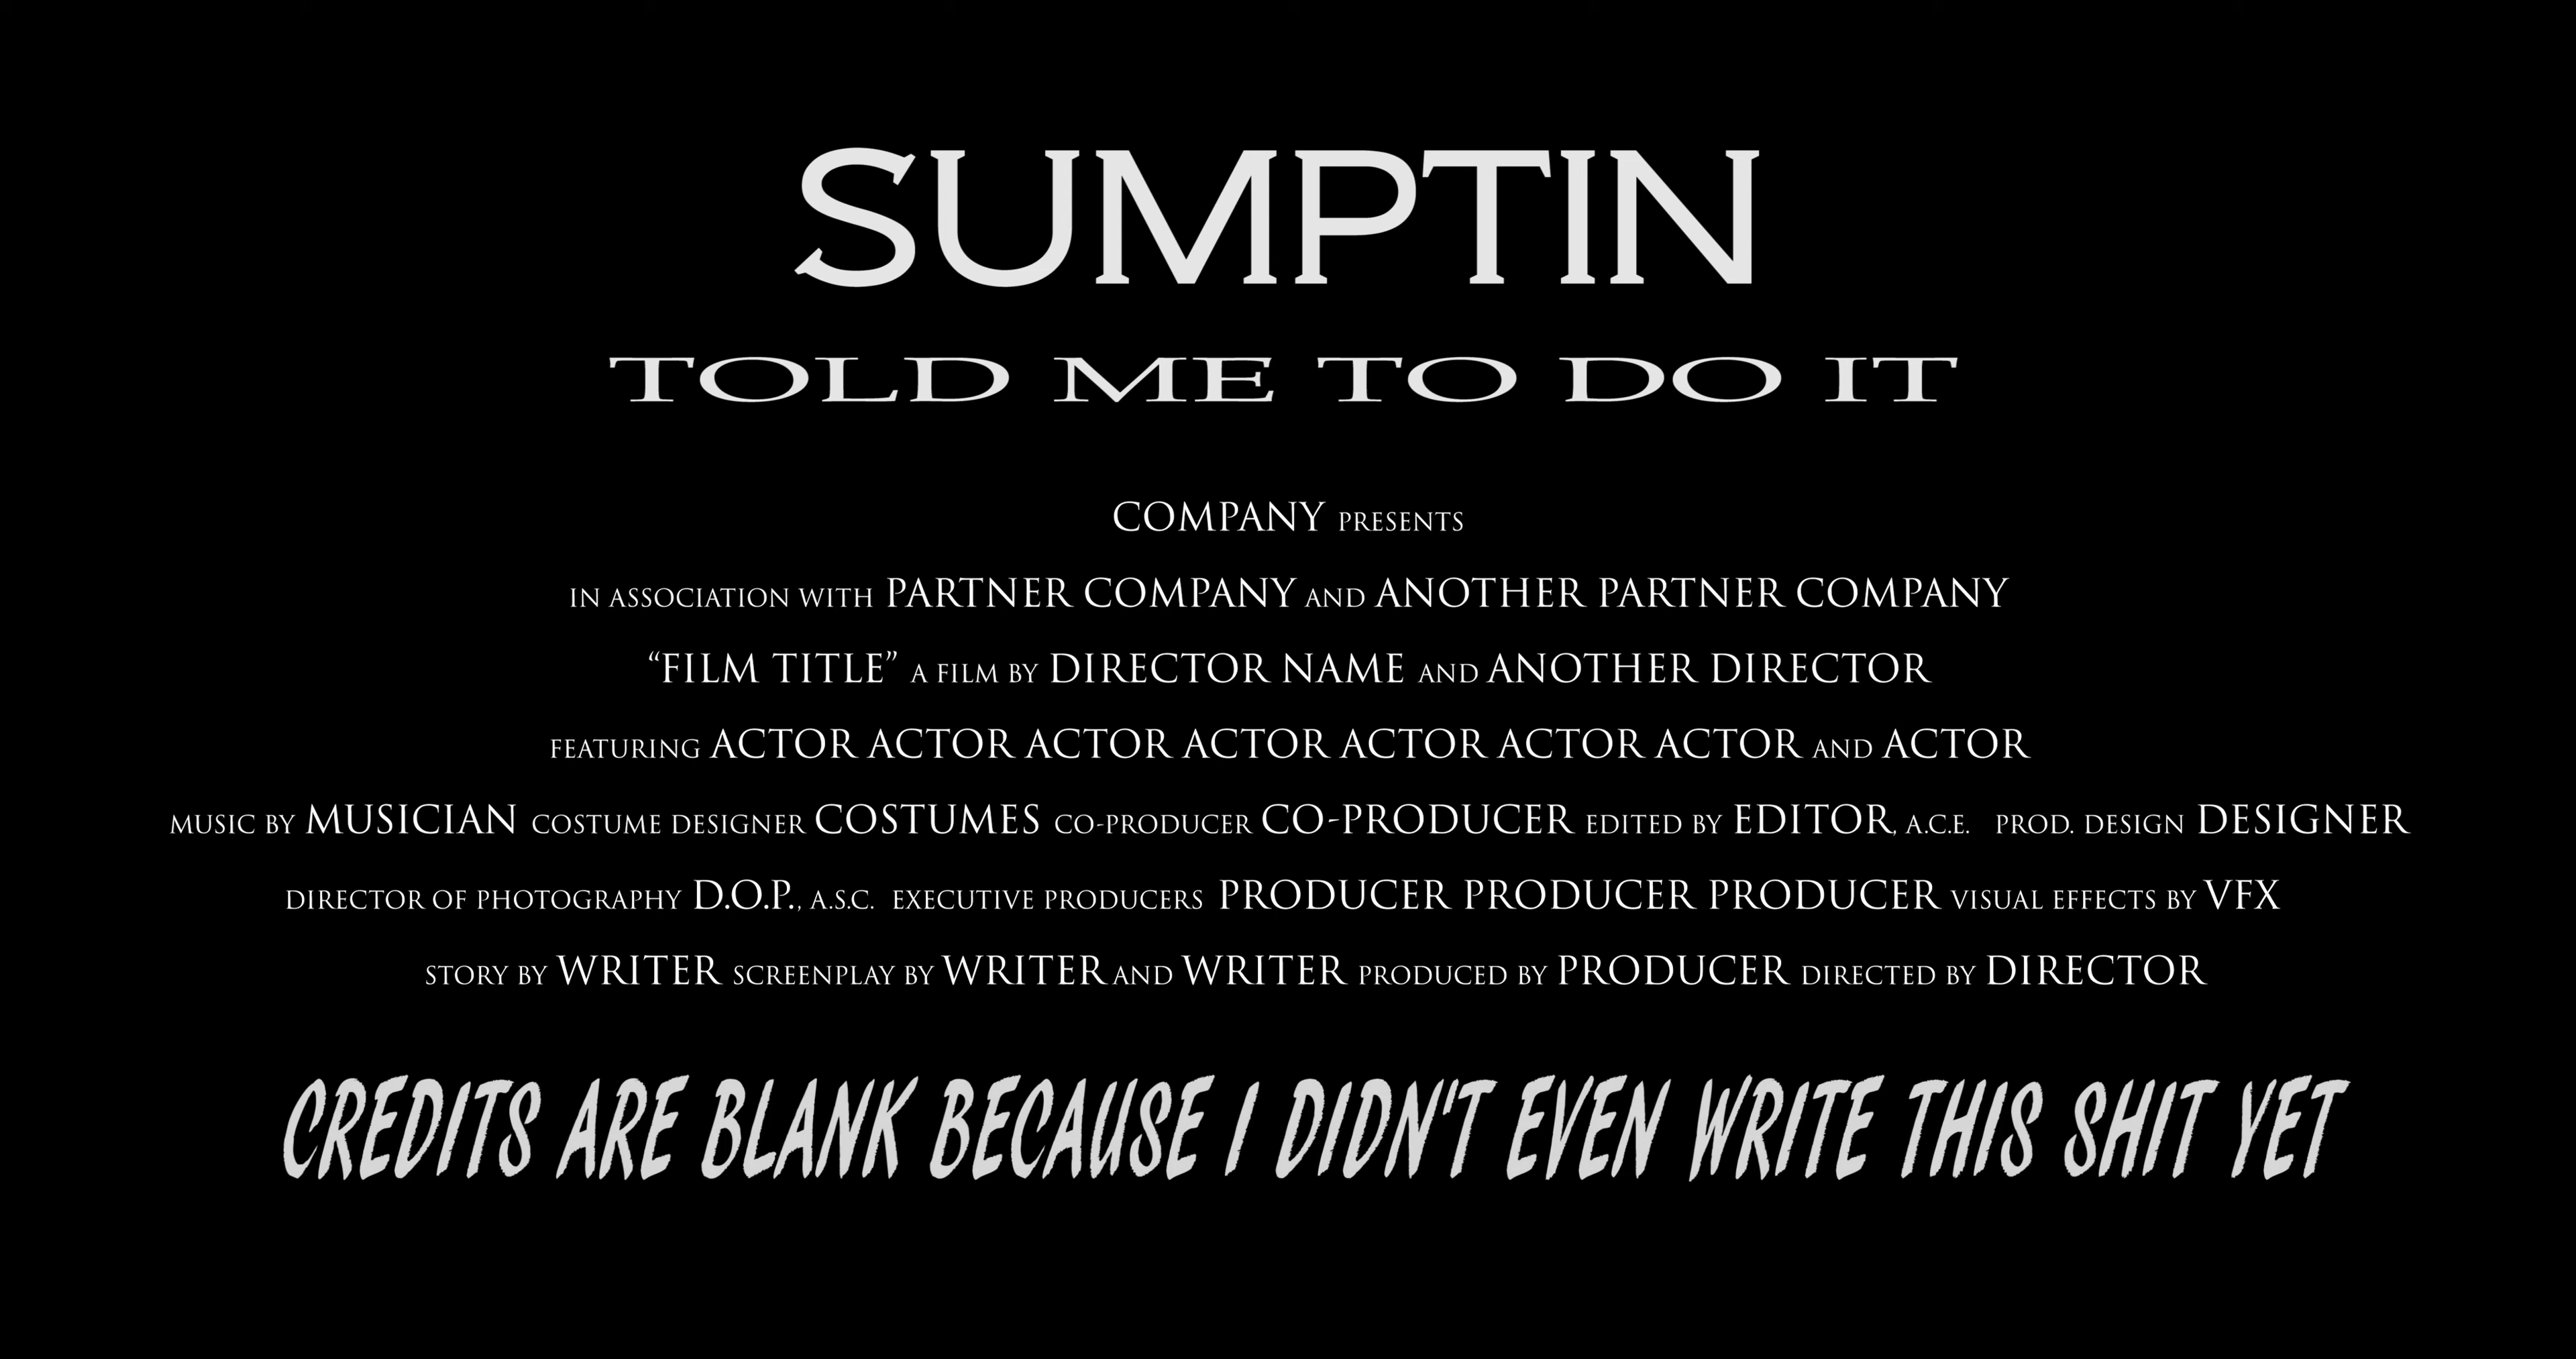 SUMPTIN
TOLD ME TO DO IT
COMPANY PRESENTS
IN ASSOCIATION WITH PARTNER COMPANY AND ANOTHER PARTNER COMPANY
“FILM TITLE” A FILM BY DIRECTOR NAME AND ANOTHER DIRECTOR
FEATURING ACTOR ACTOR ACTOR ACTOR ACTOR ACTOR ACTOR AND ACTOR
MUSIC BY MUSICIAN COSTUME DESIGNER COSTUMES CO-PRODUCER CO-PRODUCER EDITED BY EDITOR, A.C.E. PROD. DESIGN DESIGNER
DIRECTOR OF PHOTOGRAPHY D.O.P., A.S.C. EXECUTIVE PRODUCERS PRODUCER PRODUCER PRODUCER VISUAL EFFECTS BY VFX
STORY BY WRITER SCREENPLAY BY WRITER AND WRITER PRODUCED BY PRODUCER DIRECTED BY DIRECTOR
CREDITS ARE BLANK BECAUSE I DIDN'T EVEN WRITE THIS SHIT YET